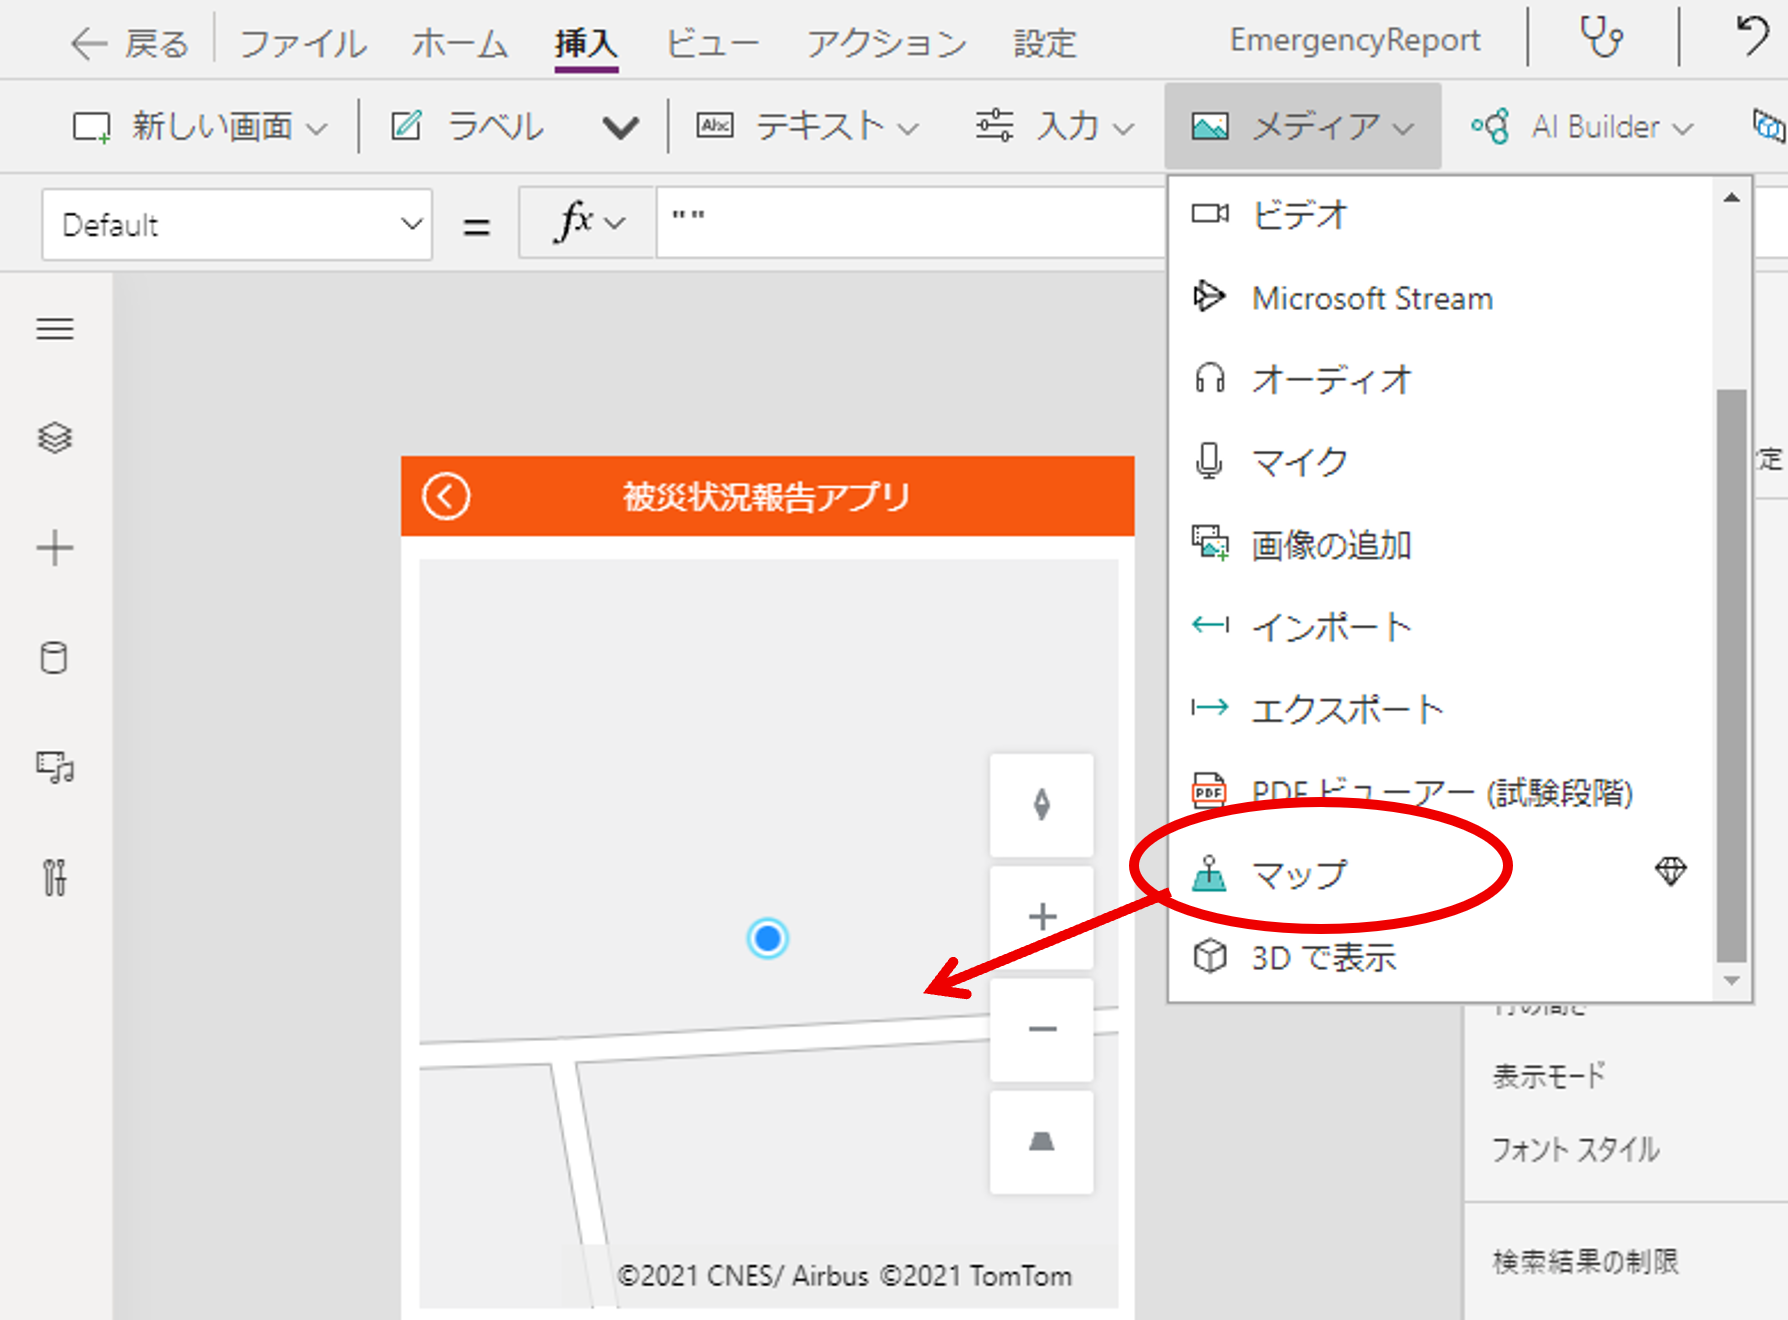 戻る ファイル ホーム 挿入 ビュー アクション 設定 EmergencyReport
新しい画面 ラベル Abc テキスト 入力 メディア AI Builder
Default = fx ""
ビデオ
Microsoft Stream
オーディオ
マイク
画像の追加
インポート
エクスポート
PDF PDF ビューアー (試験段階)
マップ
3D で表示
被災状況報告アプリ
©2021 CNES/ Airbus ©2021 TomTom
定
行の高さ
表示モード
フォント スタイル
検索結果の制限